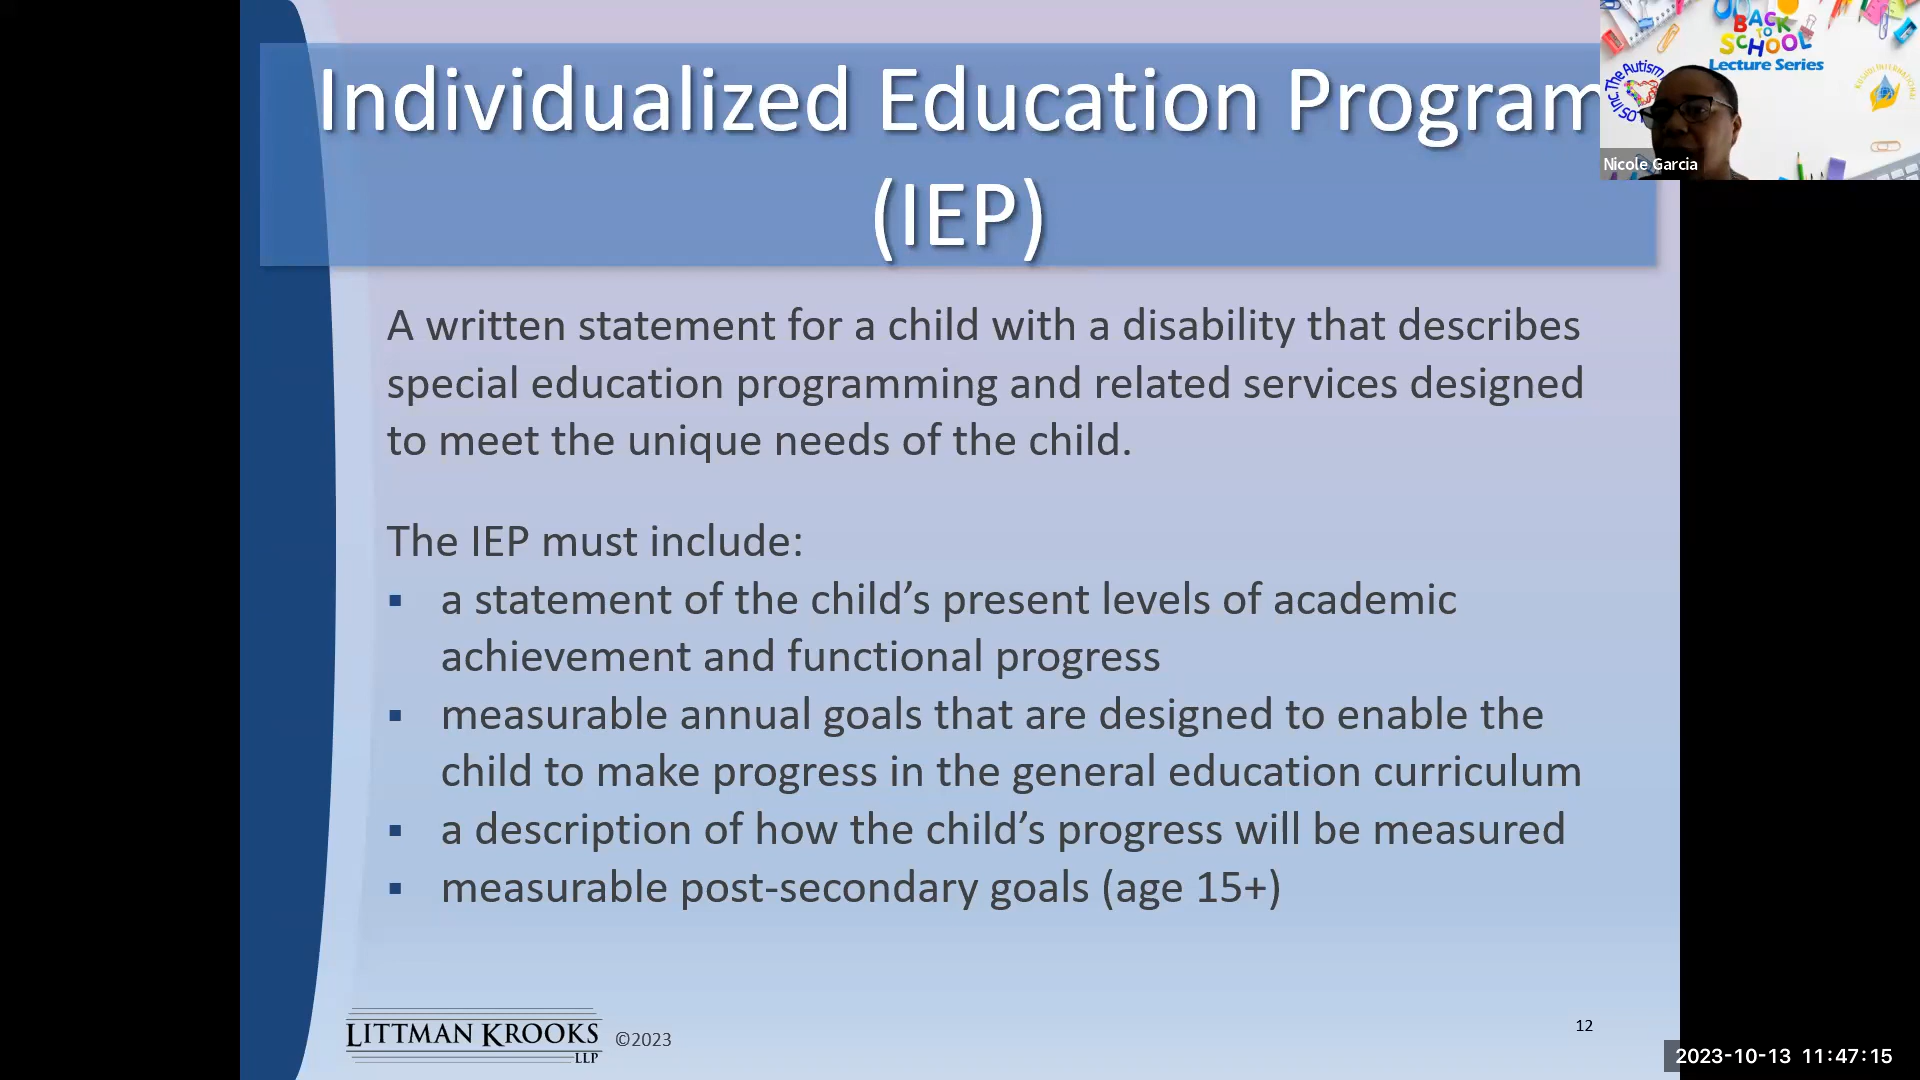 Individualized Education Program
(IEP)
A written statement for a child with a disability that describes
special education programming and related services designed
to meet the unique needs of the child.
The IEP must include:
▪ a statement of the child’s present levels of academic
achievement and functional progress
▪ measurable annual goals that are designed to enable the
child to make progress in the general education curriculum
▪ a description of how the child’s progress will be measured
▪ measurable post-secondary goals (age 15+)
LITTMAN KROOKS
LLP
©2023
12
BACK
TO
SCHOOL
Lecture Series
The Autism
Inc
SOS
INTERNATIONAL
Nicole Garcia
2023-10-13 11:47:15